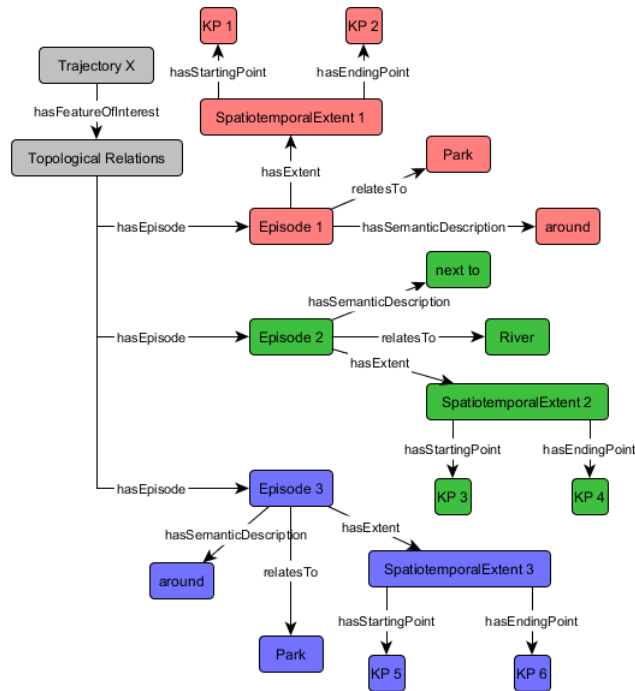 KP 1
KP 2
Trajectory X
hasStartingPoint
hasEndingPoint
hasFeatureOfInterest
SpatiotemporalExtent 1
Topological Relations
Park
hasExtent
relatesTo
hasEpisode
Episode 1
hasSemanticDescription
around
next to
hasSemanticDescription
hasEpisode
Episode 2
relatesTo
River
hasExtent
SpatiotemporalExtent 2
hasStartingPoint
hasEndingPoint
hasEpisode
Episode 3
KP 3
KP 4
hasExtent
hasSemanticDescription
around
relatesTo
SpatiotemporalExtent 3
hasStartingPoint
hasEndingPoint
Park
KP 5
KP 6